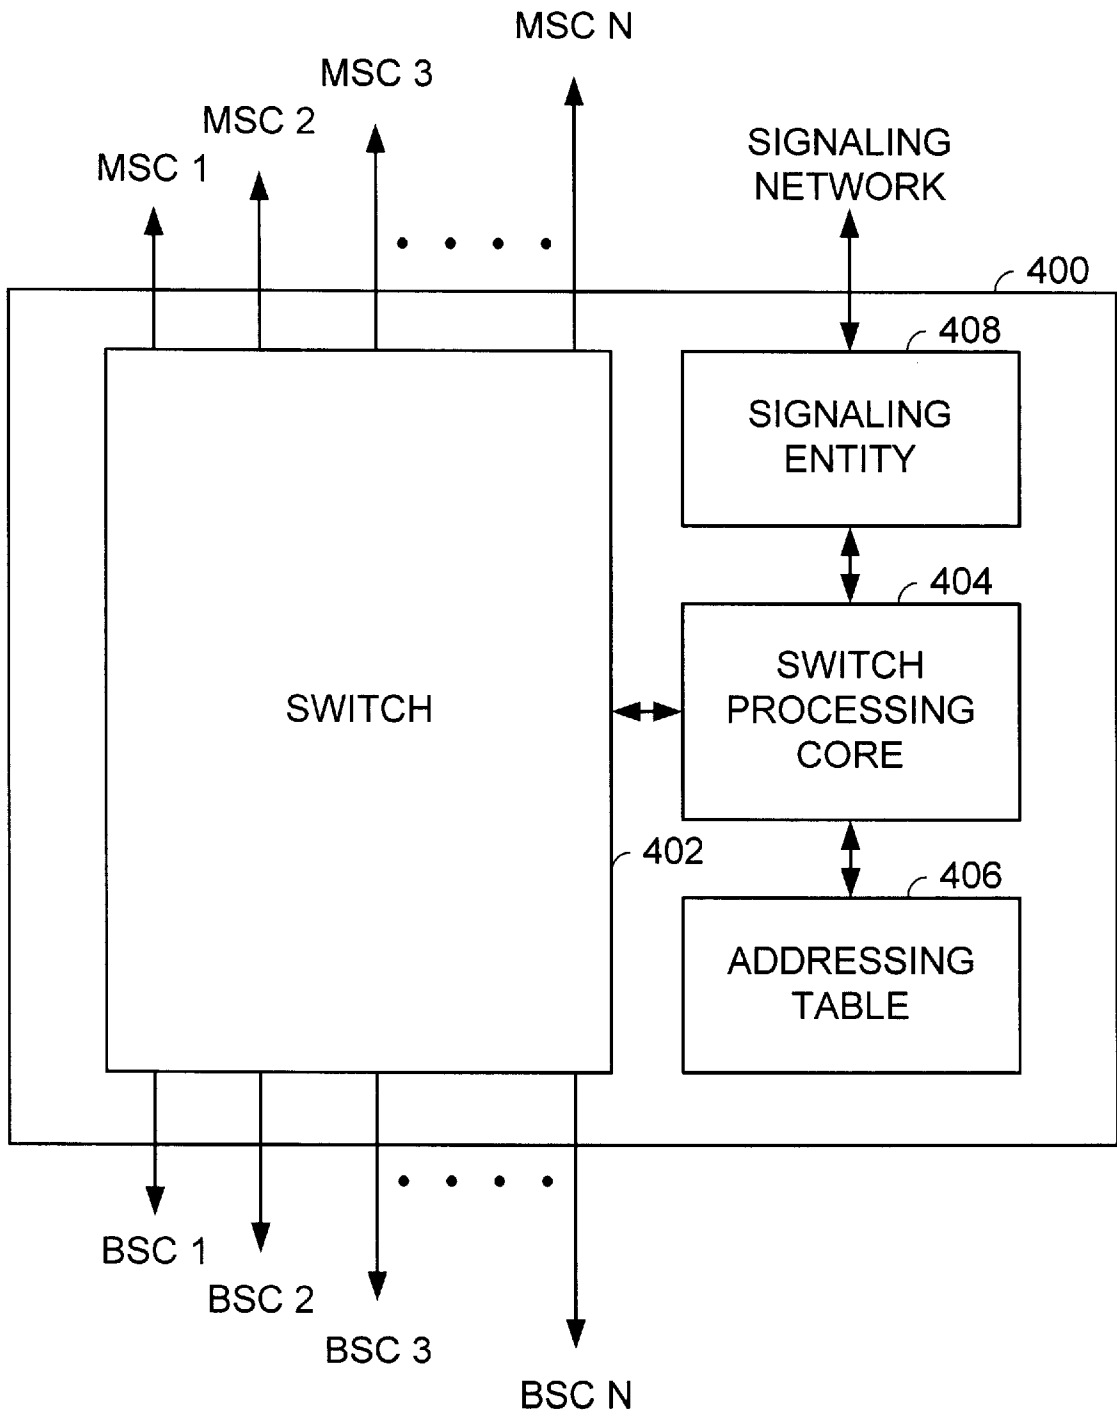 MSC N
MSC 3
MSC 2
MSC 1
SIGNALING
NETWORK
400
408
SIGNALING
ENTITY
404
SWITCH
PROCESSING
CORE
SWITCH
402
406
ADDRESSING
TABLE
BSC 1
BSC 2
BSC 3
BSC N